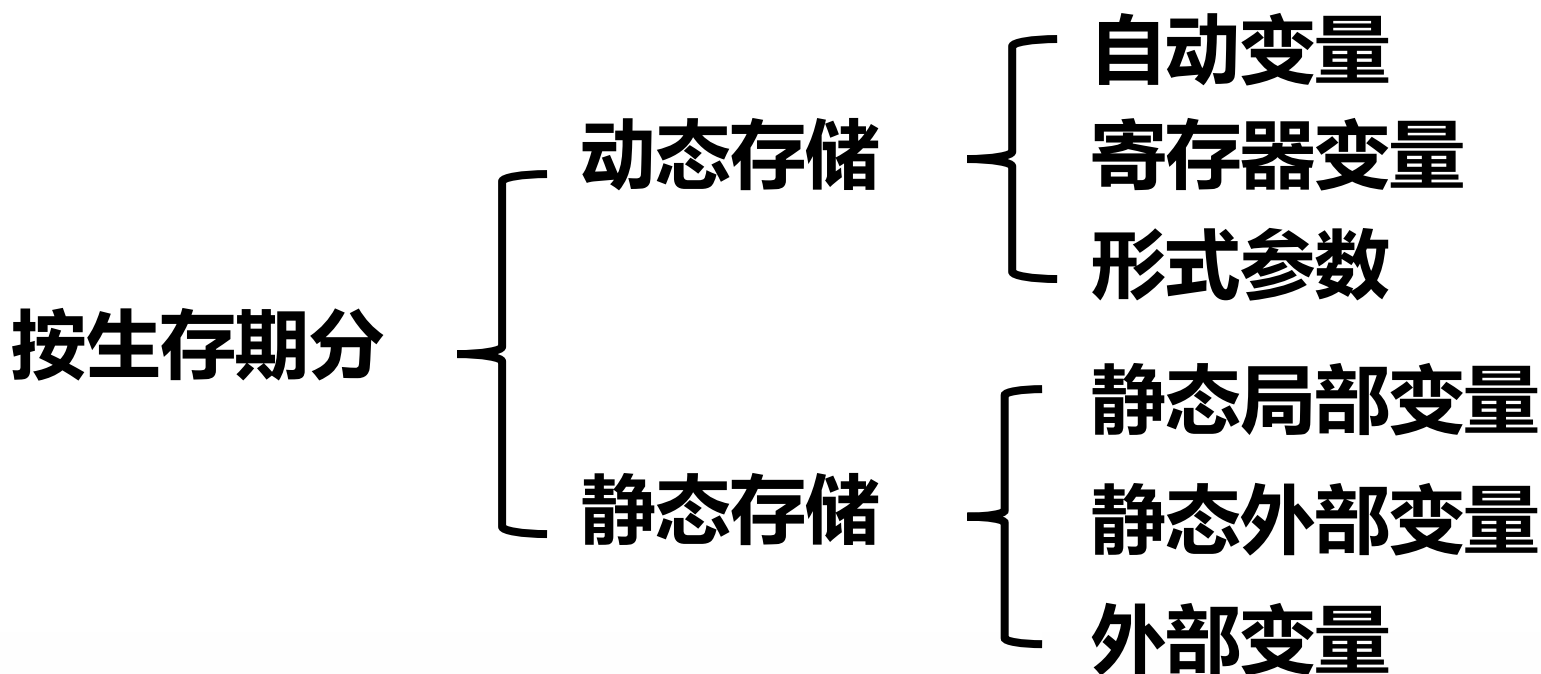 按生存期分
动态存储
自动变量
寄存器变量
形式参数
静态存储
静态局部变量
静态外部变量
外部变量